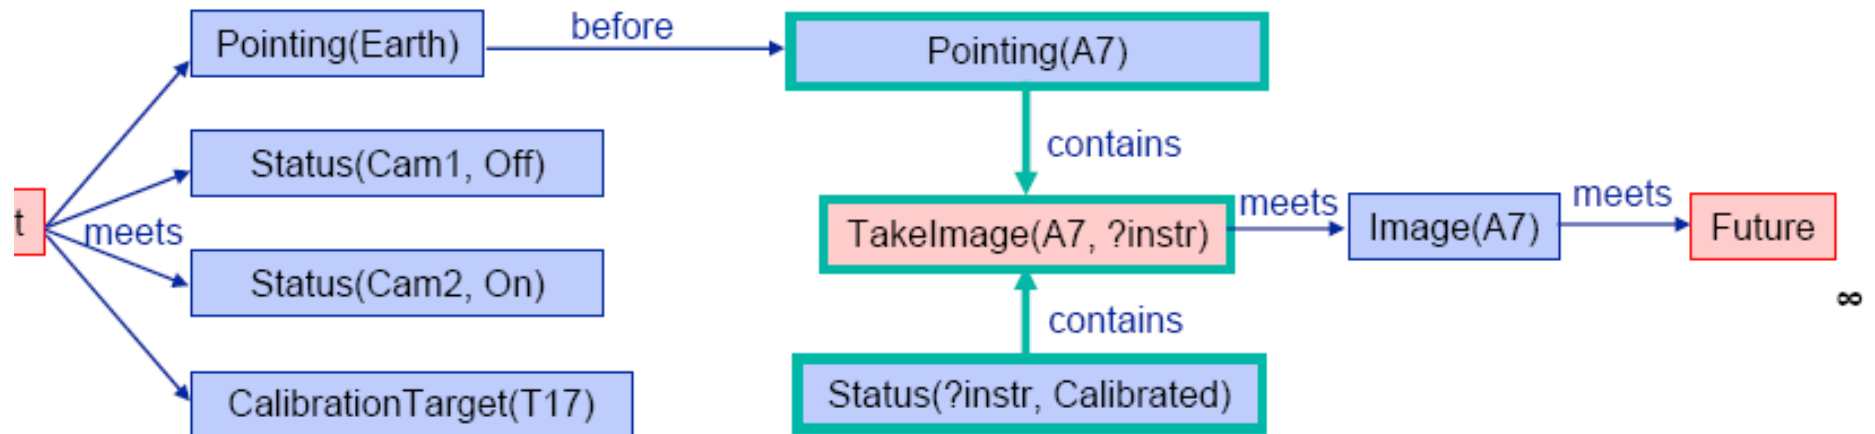 Pointing(Earth)
before
Pointing(A7)
Status(Cam1, Off)
contains
t
meets
TakeImage(A7, ?instr)
meets
Image(A7)
meets
Future
Status(Cam2, On)
contains
∞
CalibrationTarget(T17)
Status(?instr, Calibrated)